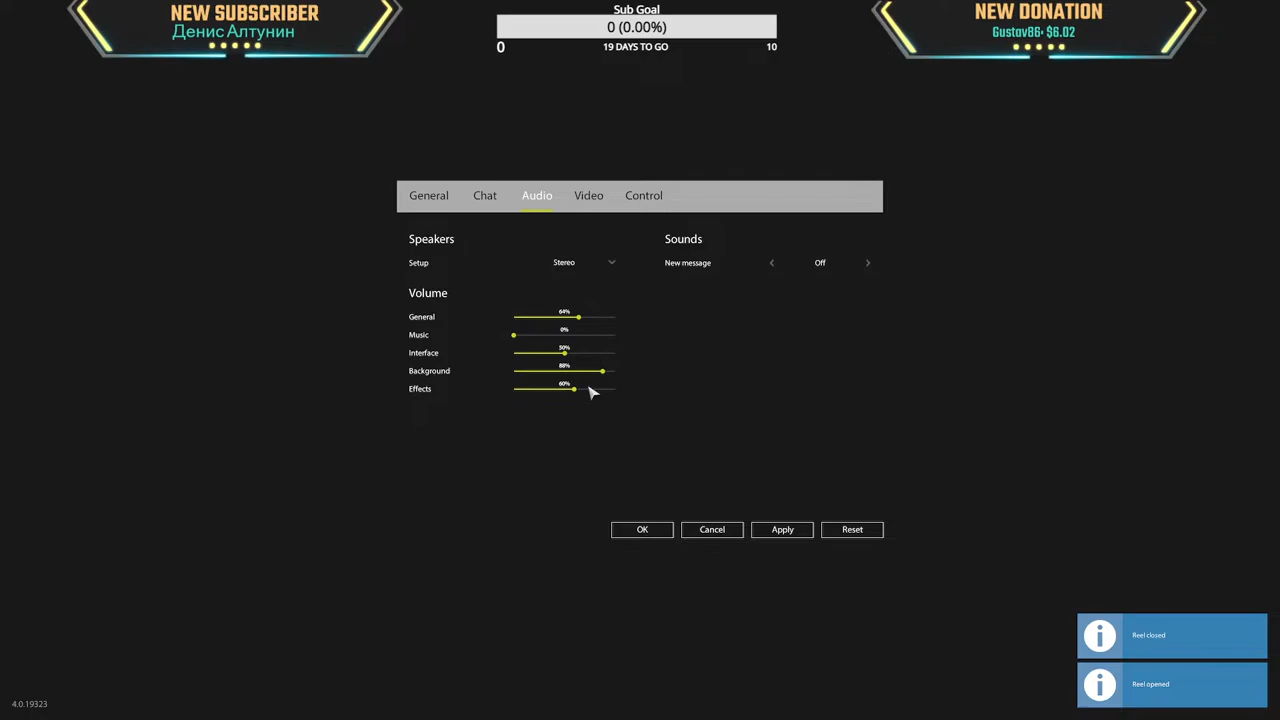 NEW SUBSCRIBER
Денис Алтунин
Sub Goal
0 (0.00%)
0
19 DAYS TO GO
10
NEW DONATION
Gustav86• $6.02
General
Chat
Audio
Video
Control
Speakers
Setup
Stereo
Volume
General
64%
Music
0%
Interface
50%
Background
88%
Effects
60%
Sounds
New message
Off
OK
Cancel
Apply
Reset
Reel closed
Reel opened
4.0.19323